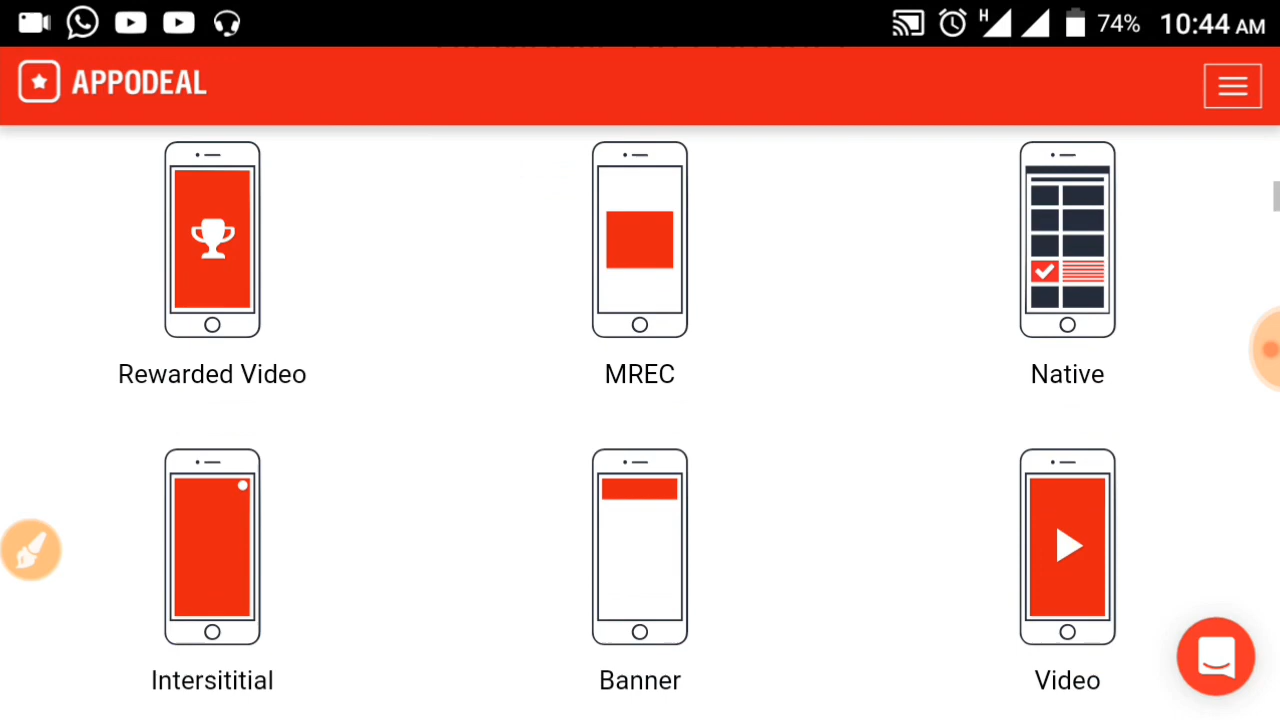 H 74% 10:44 AM
APPODEAL
Rewarded Video MREC Native
Intersititial Banner Video